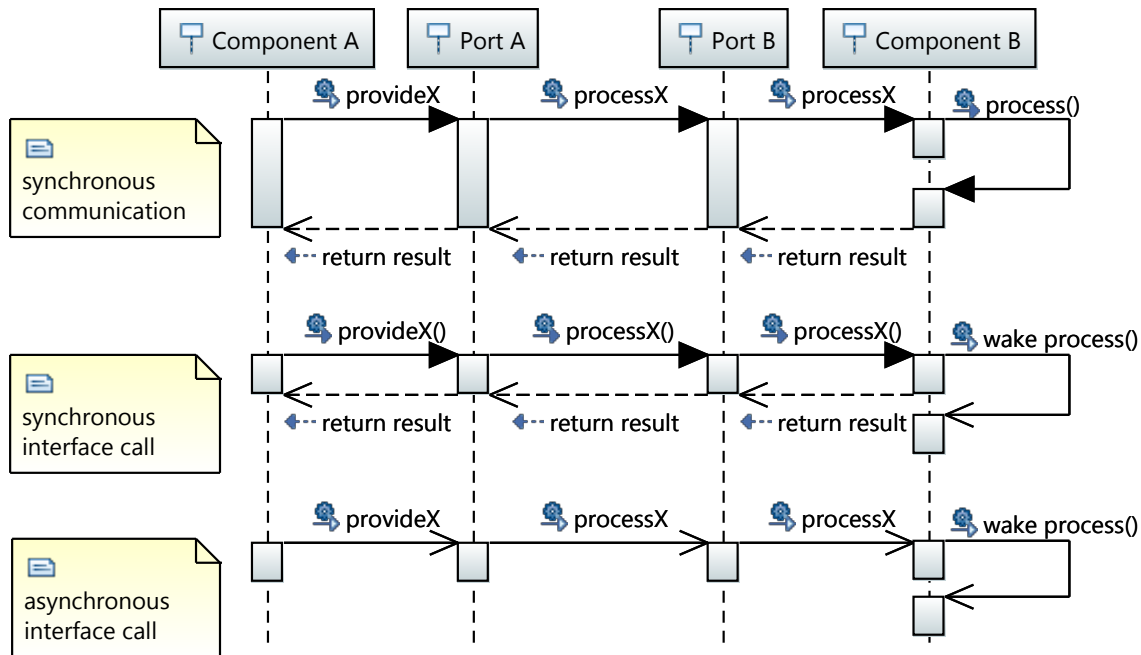 Component A
Port A
Port B
Component B
provideX
processX
processX
process()
synchronous
communication
return result
return result
return result
provideX()
processX()
processX()
wake process()
synchronous
interface call
return result
return result
return result
provideX
processX
processX
wake process()
asynchronous
interface call